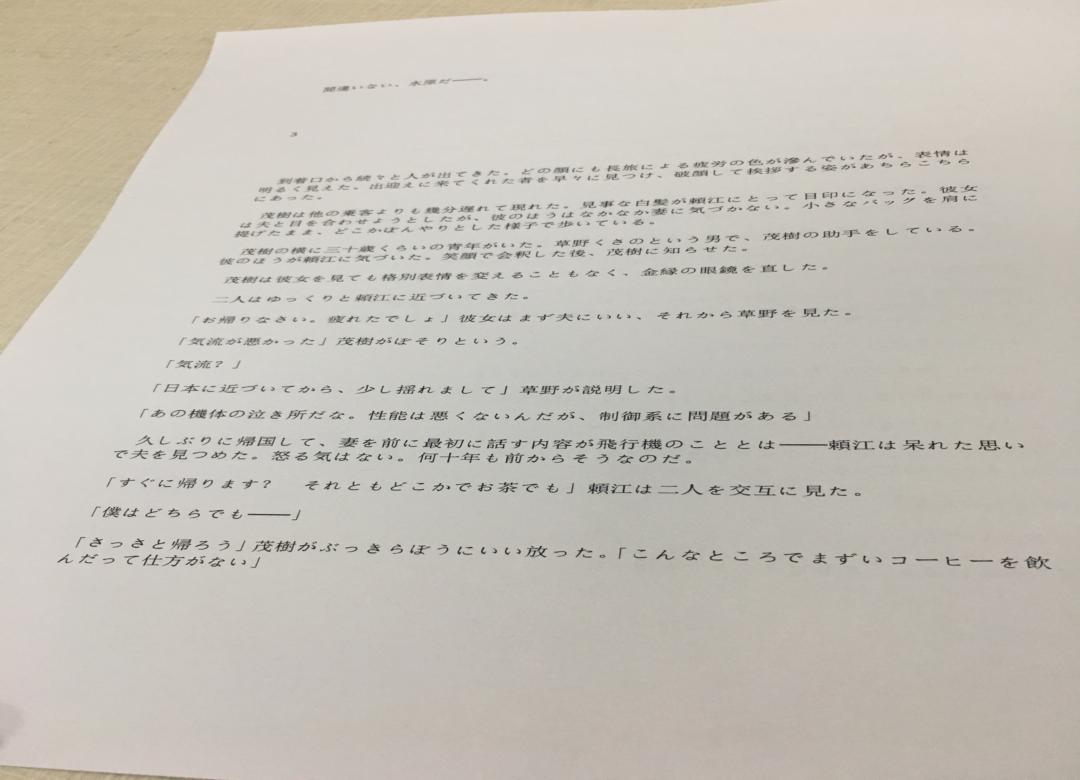 間違いない、永原だ――。
3
到着口から続々と人が出てきた。どの顔にも長旅による疲労の色が滲んでいたが、表情は
明るく見えた。出迎えに来てくれた者を早々に見つけ、破顔して挨拶する姿があちらこちら
にあった。
茂樹は他の乗客よりも幾分遅れて現れた。見事な白髪が頼江にとって目印になった。彼女
は夫と目を合わせようとしたが、彼のほうはなかなか妻に気づかない。小さなバッグを肩に
提げたまま、どこかぼんやりとした様子で歩いている。
茂樹の横に三十歳くらいの青年がいた。草野くさのという男で、茂樹の助手をしている。
彼のほうが頼江に気づいた。笑顔で会釈した後、茂樹に知らせた。
茂樹は彼女を見ても格別表情を変えることもなく、金縁の眼鏡を直した。
二人はゆっくりと頼江に近づいてきた。
「お帰りなさい。疲れたでしょ」彼女はまず夫にいい、それから草野を見た。
「気流が悪かった」茂樹がぼそりという。
「気流？」
「日本に近づいてから、少し揺れまして」草野が説明した。
「あの機体の泣き所だな。性能は悪くないんだが、制御系に問題がある」
久しぶりに帰国して、妻を前に最初に話す内容が飛行機のこととは――頼江は呆れた思い
で夫を見つめた。怒る気はない。何十年も前からそうなのだ。
「すぐに帰ります？　それともどこかでお茶でも」頼江は二人を交互に見た。
「僕はどちらでも――」
「さっさと帰ろう」茂樹がぶっきらぼうにいい放った。「こんなところでまずいコーヒーを飲
んだって仕方がない」